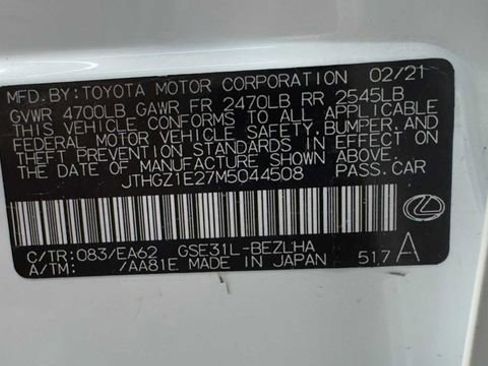 MFD.BY:TOYOTA MOTOR CORPORATION 02/21
GVWR 4700LB GAWR FR 2470LB RR 2545LB
THIS VEHICLE CONFORMS TO ALL APPLICABLE
FEDERAL MOTOR VEHICLE SAFETY,BUMPER,AND
THEFT PREVENTION STANDARDS IN EFFECT ON
THE DATE OF MANUFACTURE SHOWN ABOVE.
JTHGZ1E27M5044508 PASS.CAR
C/TR:083/EA62 GSE31L-BEZLHA
A/TM: /AA81E MADE IN JAPAN 517 A